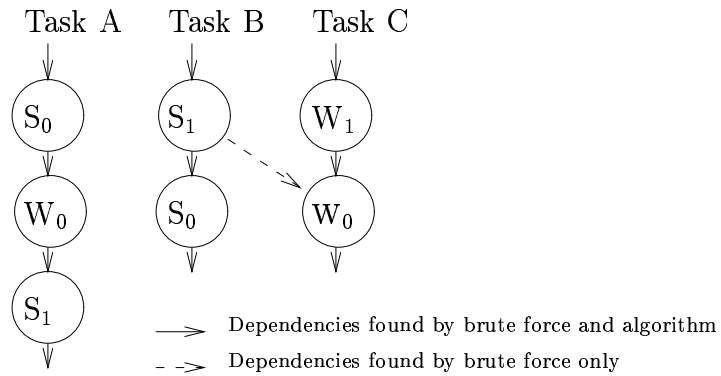 Task A Task B Task C
S0 S1 W1
W0 S0 W0
S1
Dependencies found by brute force and algorithm
Dependencies found by brute force only